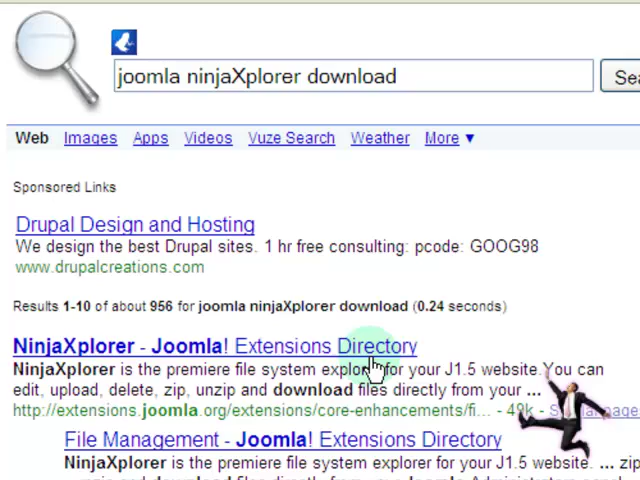 joomla ninjaXplorer download
Web Images Apps Videos Vuze Search Weather More ▼
Sponsored Links
Drupal Design and Hosting
We design the best Drupal sites. 1 hr free consulting: pcode: GOOG98
www.drupalcreations.com
Results 1-10 of about 956 for joomla ninjaXplorer download (0.24 seconds)
NinjaXplorer - Joomla! Extensions Directory
NinjaXplorer is the premiere file system explorer for your J1.5 website. You can
edit, upload, delete, zip, unzip and download files directly from your ...
http://extensions.joomla.org/extensions/core-enhancements/fi... - 49k -
File Management - Joomla! Extensions Directory
NinjaXplorer is the premiere file system explorer for your J1.5 website. ... zip,